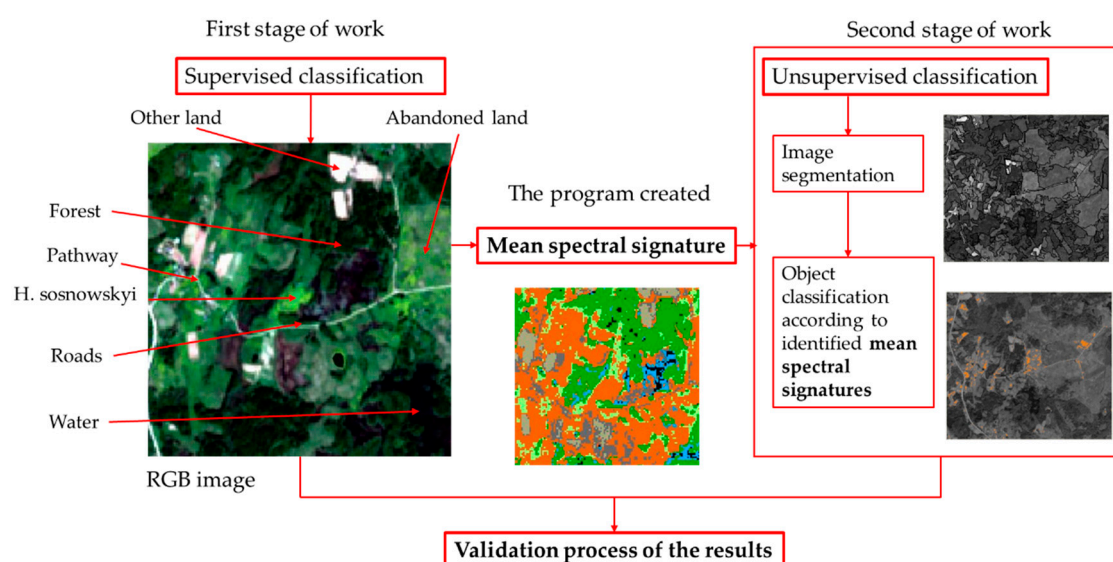 First stage of work
Supervised classification
Other land
Abandoned land
Forest
Pathway
H. sosnowskyi
Roads
Water
RGB image
The program created
Mean spectral signature
Second stage of work
Unsupervised classification
Image
segmentation
Object
classification
according to
identified mean
spectral
signatures
Validation process of the results